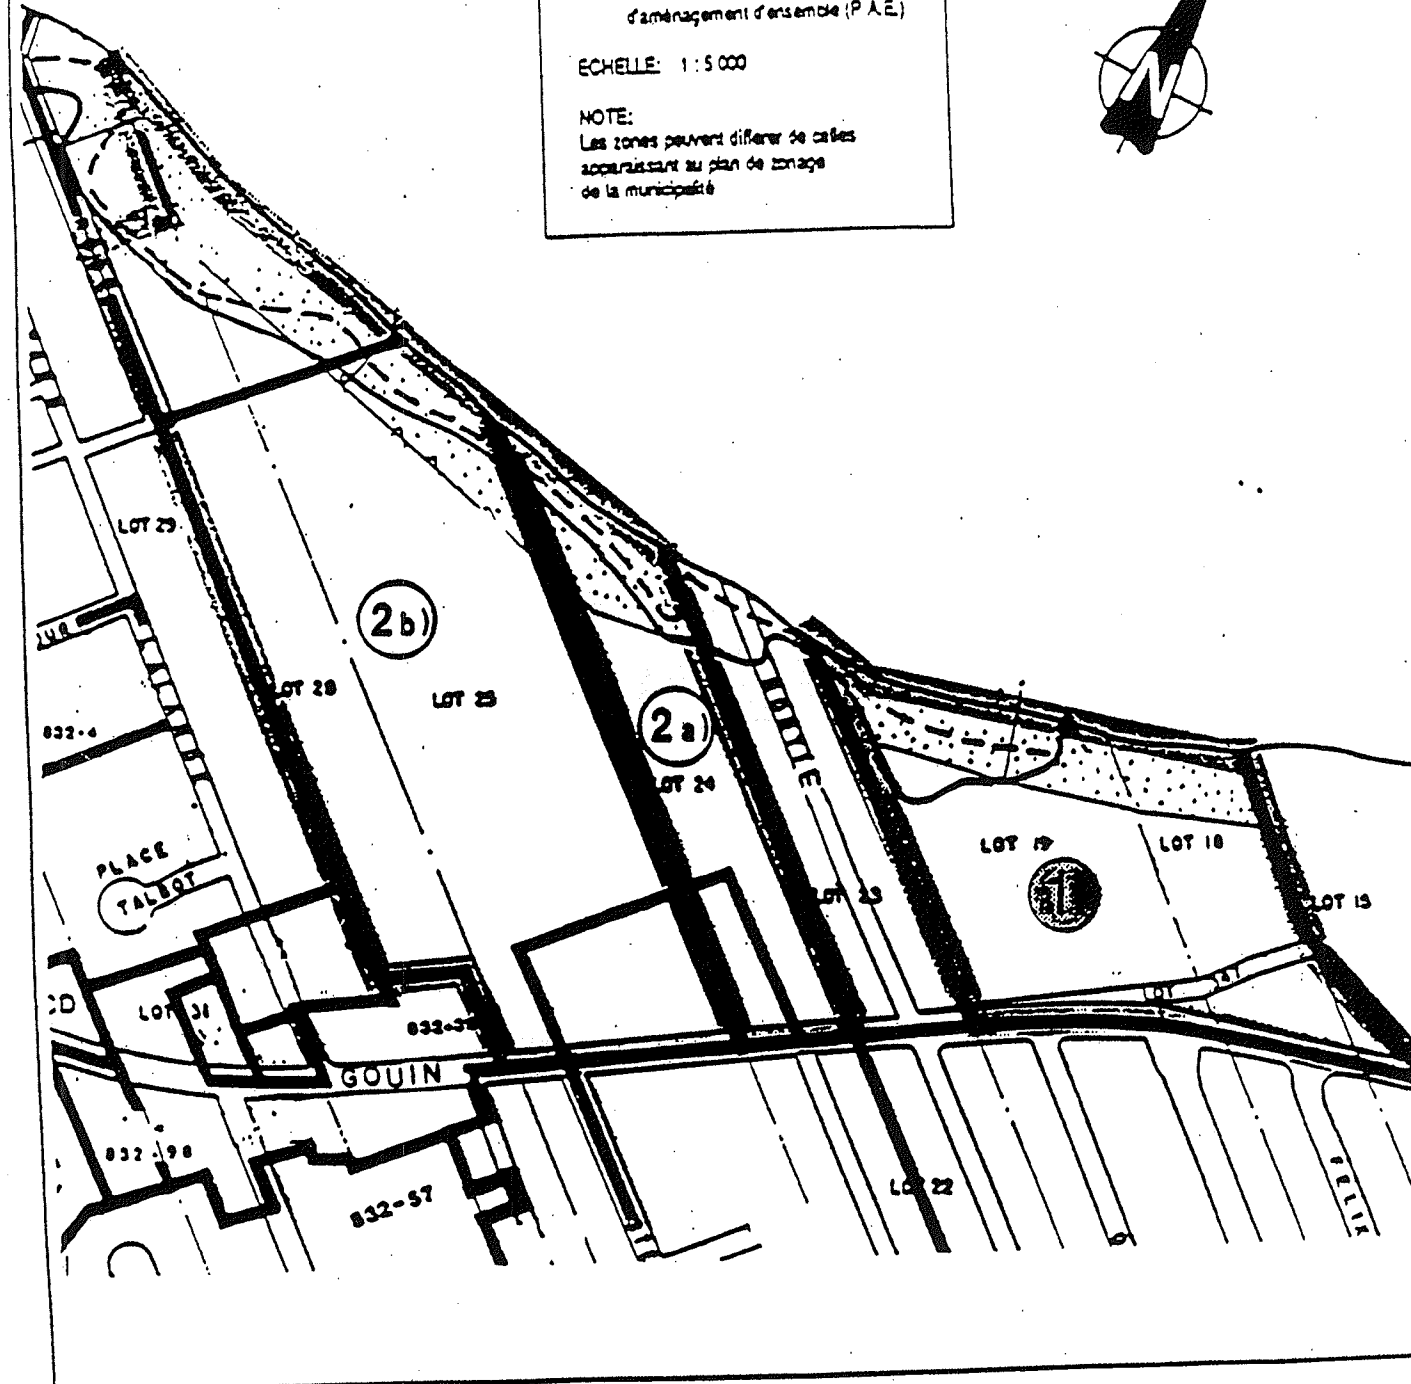 d'aménagement d'ensemble (P.A.E.)
ECHELLE: 1 : 5 000
NOTE:
Les zones peuvent différer de celles
apparaissant au plan de zonage
de la municipalité
N
LOT 29
2b)
LOT 28
LOT 25
832-4
2a)
LOT 24
PLACE
TALBOT
LOT 19
LOT 18
1
LOT 23
LOT 15
LOT 31
GOUIN
832-98
832-57
LOT 22
FELIX